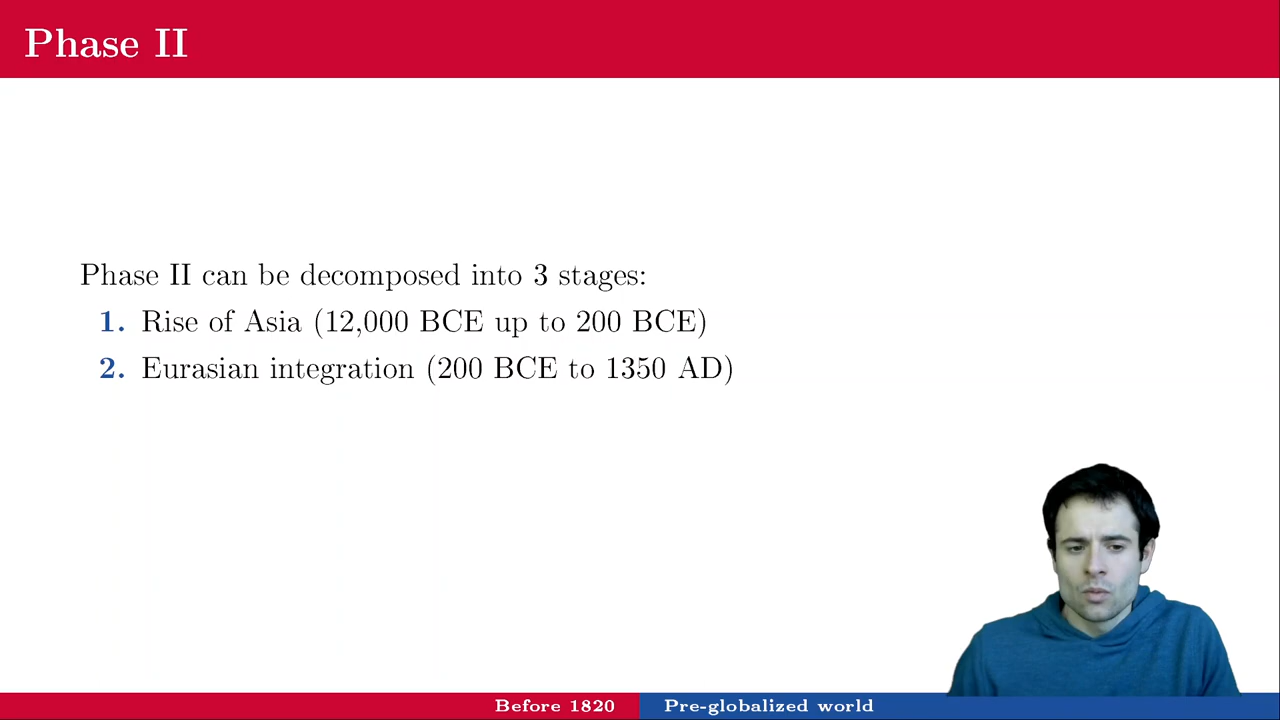 Phase II
Phase II can be decomposed into 3 stages:
1. Rise of Asia (12,000 BCE up to 200 BCE)
2. Eurasian integration (200 BCE to 1350 AD)
Before 1820 Pre-globalized world